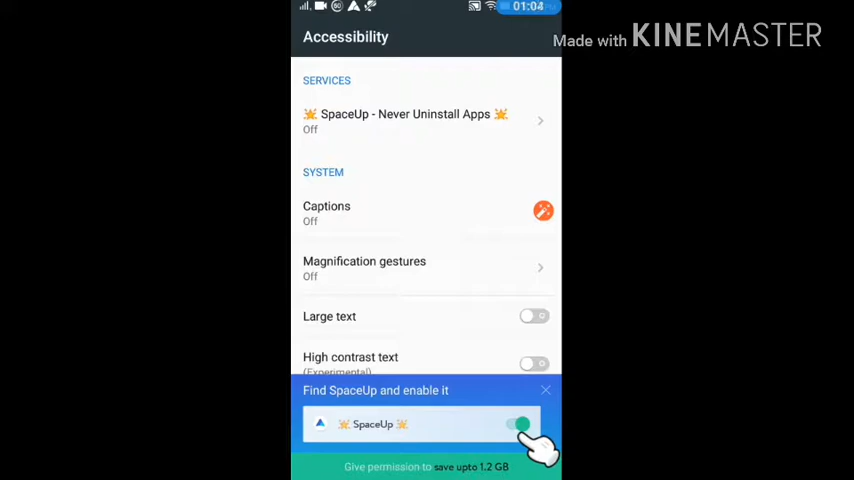 01:04
Accessibility
Made with KINEMASTER
SERVICES
SpaceUp - Never Uninstall Apps
Off
SYSTEM
Captions
Off
Magnification gestures
Off
Large text
High contrast text
(Experimental)
Find SpaceUp and enable it
SpaceUp
Give permission to save upto 1.2 GB